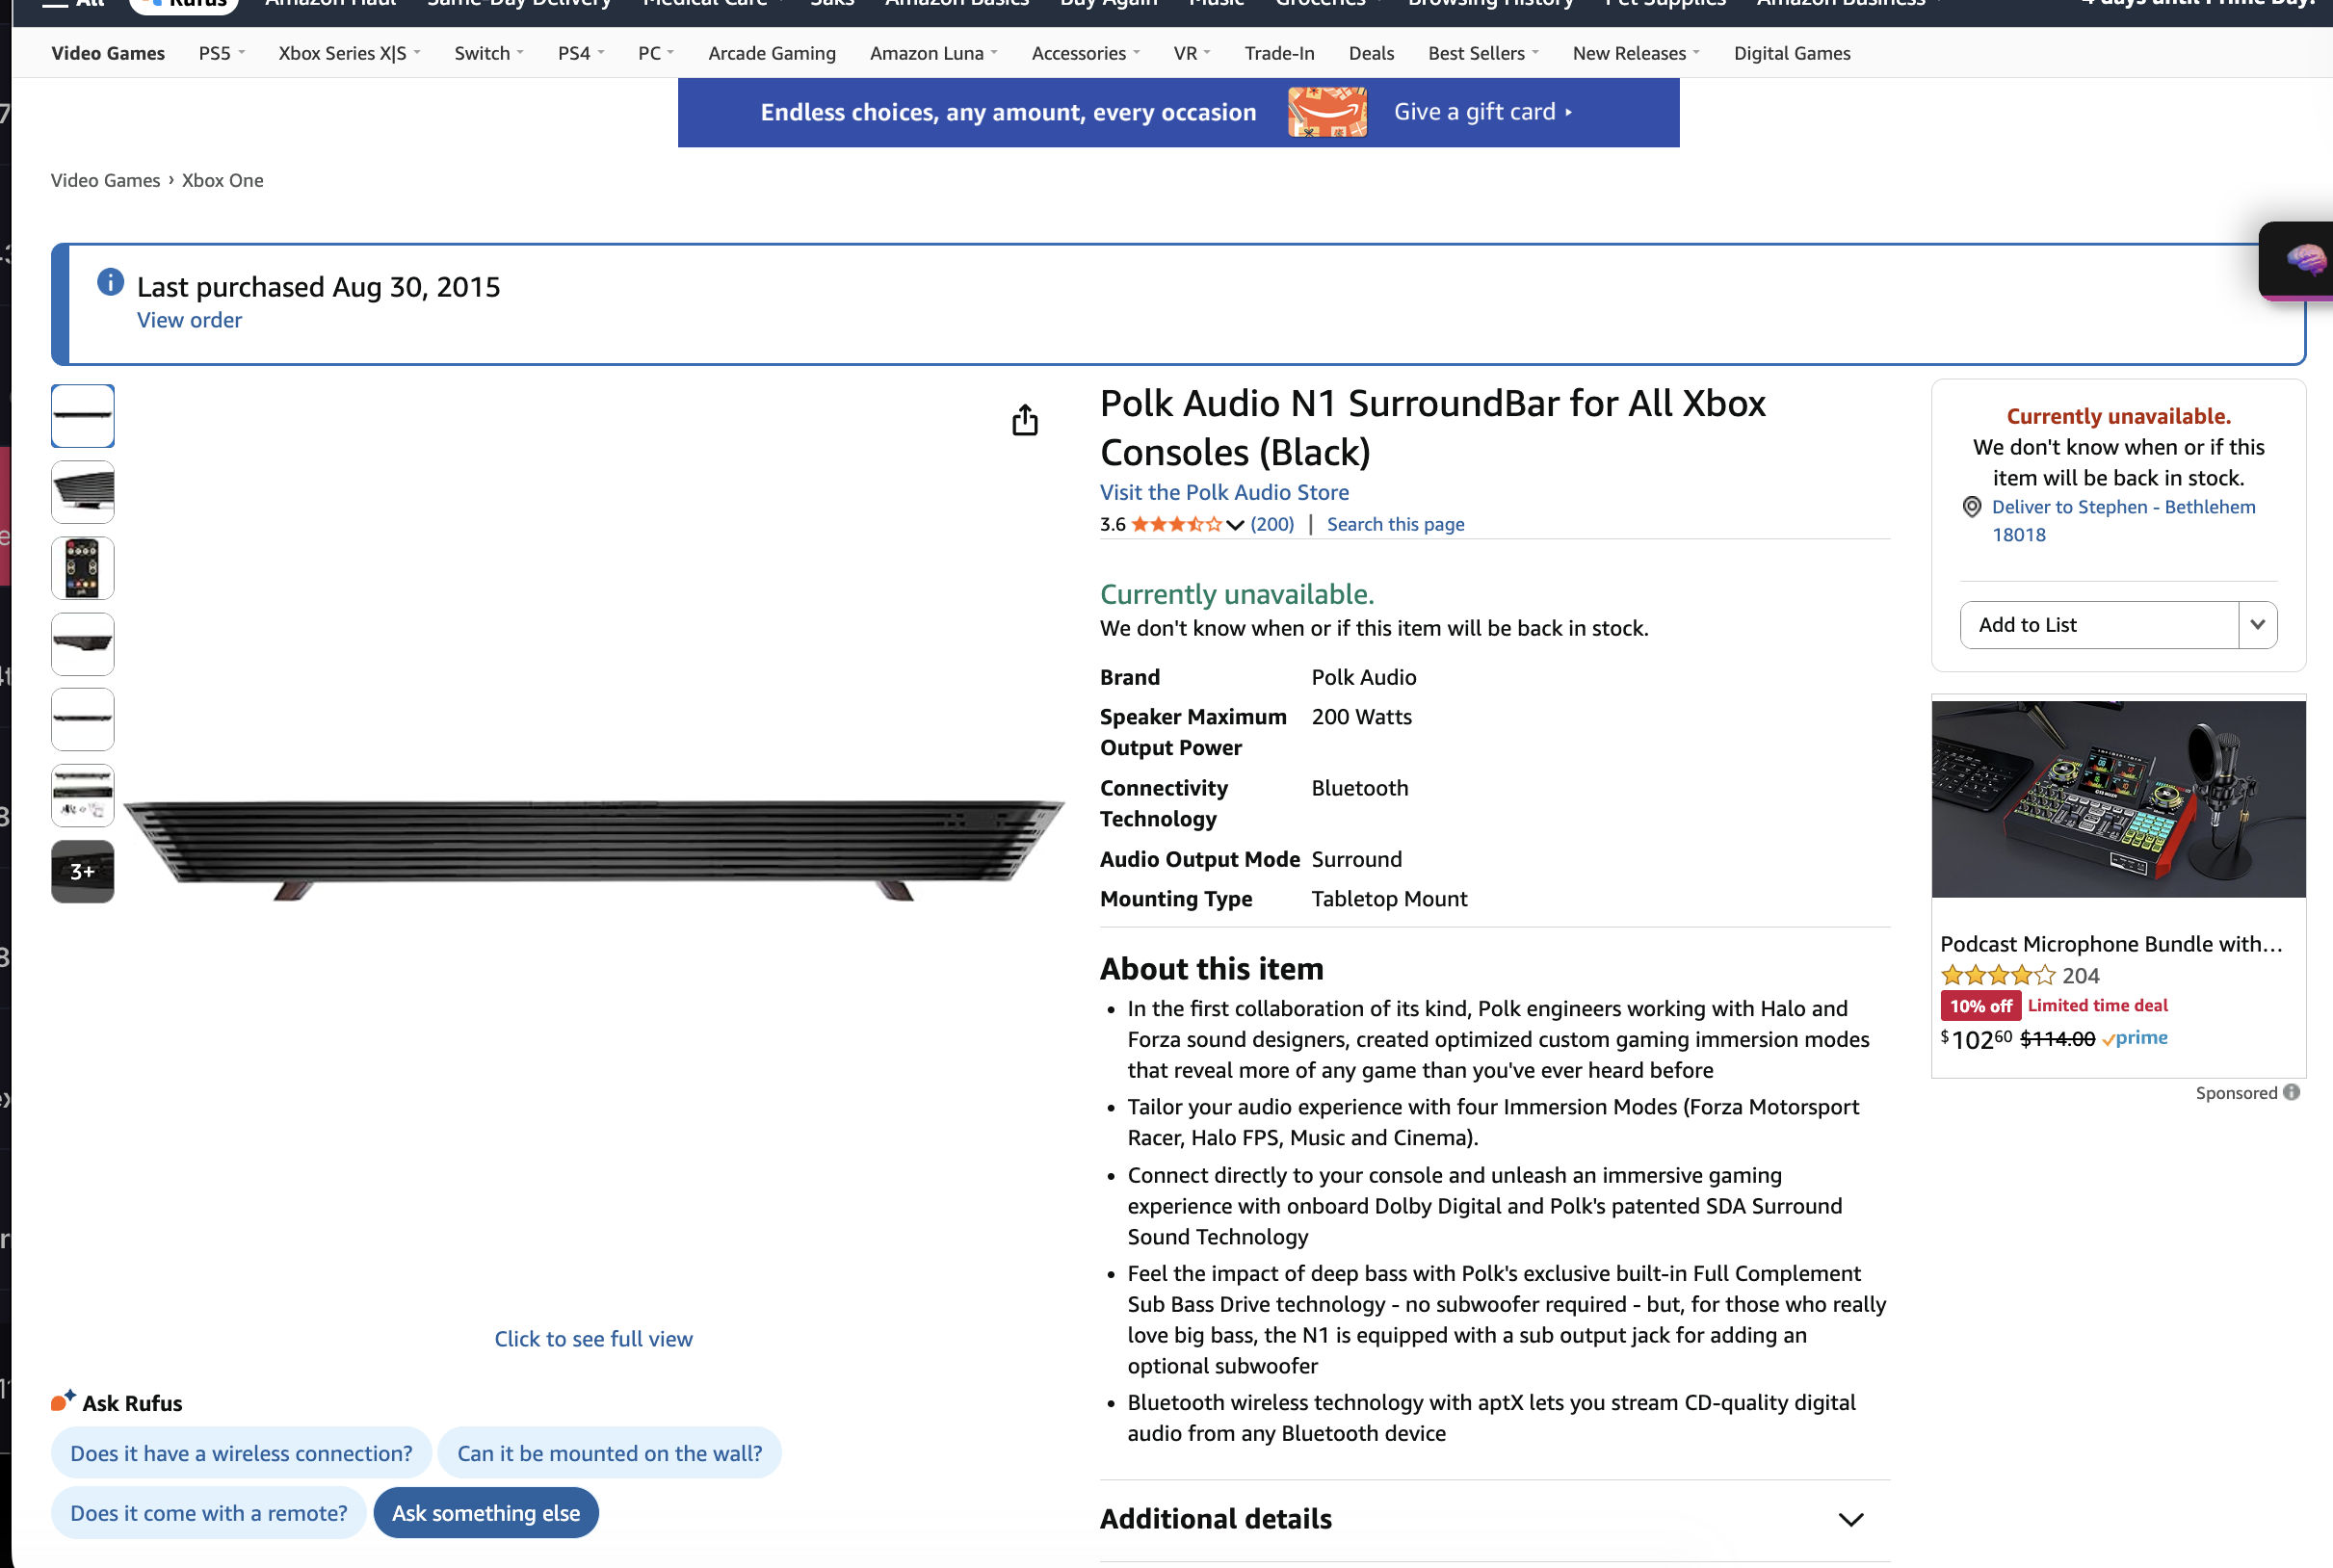 All Rufus Amazon Haul Same-Day Delivery Medical Care Saks Amazon Basics Buy Again Music Groceries Browsing History Pet Supplies Amazon Business 4 days until Prime Day!
Video Games PS5 Xbox Series X|S Switch PS4 PC Arcade Gaming Amazon Luna Accessories VR Trade-In Deals Best Sellers New Releases Digital Games
Endless choices, any amount, every occasion Give a gift card ▸
Video Games › Xbox One
Last purchased Aug 30, 2015
View order
3+
Click to see full view
Ask Rufus
Does it have a wireless connection? Can it be mounted on the wall?
Does it come with a remote? Ask something else
Polk Audio N1 SurroundBar for All Xbox
Consoles (Black)
Visit the Polk Audio Store
3.6 (200) | Search this page
Currently unavailable.
We don't know when or if this item will be back in stock.
Brand Polk Audio
Speaker Maximum 200 Watts
Output Power
Connectivity Bluetooth
Technology
Audio Output Mode Surround
Mounting Type Tabletop Mount
About this item
• In the first collaboration of its kind, Polk engineers working with Halo and
Forza sound designers, created optimized custom gaming immersion modes
that reveal more of any game than you've ever heard before
• Tailor your audio experience with four Immersion Modes (Forza Motorsport
Racer, Halo FPS, Music and Cinema).
• Connect directly to your console and unleash an immersive gaming
experience with onboard Dolby Digital and Polk's patented SDA Surround
Sound Technology
• Feel the impact of deep bass with Polk's exclusive built-in Full Complement
Sub Bass Drive technology - no subwoofer required - but, for those who really
love big bass, the N1 is equipped with a sub output jack for adding an
optional subwoofer
• Bluetooth wireless technology with aptX lets you stream CD-quality digital
audio from any Bluetooth device
Additional details
Currently unavailable.
We don't know when or if this
item will be back in stock.
Deliver to Stephen - Bethlehem
18018
Add to List
Podcast Microphone Bundle with...
204
10% off Limited time deal
$10260 $114.00 prime
Sponsored